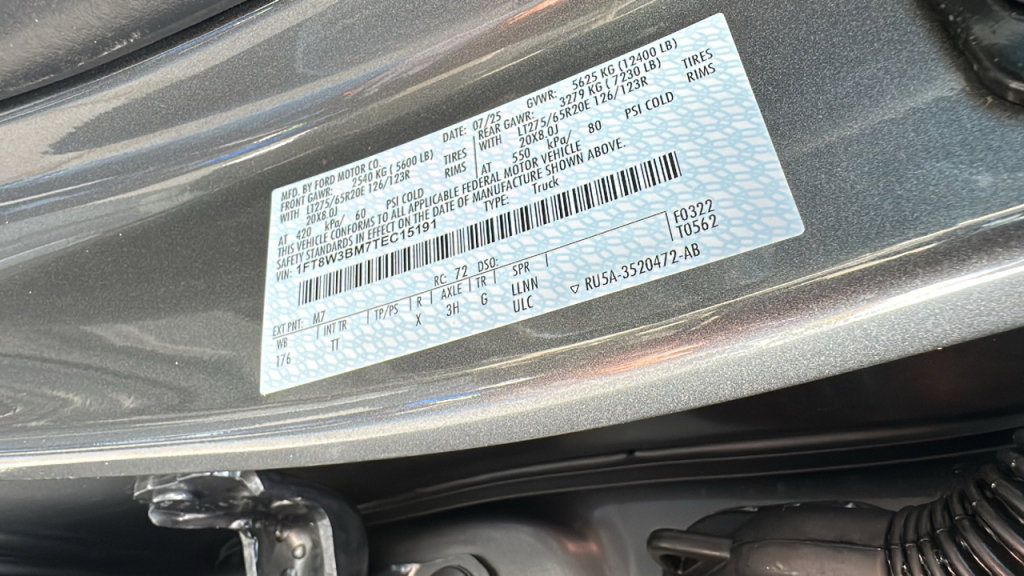 MFD. BY FORD MOTOR CO. DATE: 07/25 GVWR: 5625 KG (12400 LB)
FRONT GAWR: 2540 KG (5600 LB) REAR GAWR: 3279 KG (7230 LB)
WITH LT275/65R20E 126/123R TIRES WITH LT275/65R20E 126/123R TIRES
20X8.0J RIMS 20X8.0J RIMS
AT 420 kPa/ 60 PSI COLD AT 550 kPa/ 80 PSI COLD
THIS VEHICLE CONFORMS TO ALL APPLICABLE FEDERAL MOTOR VEHICLE
SAFETY STANDARDS IN EFFECT ON THE DATE OF MANUFACTURE SHOWN ABOVE.
VIN: 1FT8W3BM7TEC15191 TYPE: Truck
EXT PNT: M7 RC: 72 DSO: F0322
WB INT TR TP/PS R AXLE TR SPR T0562
176 TT X 3H G LLNN
ULC ▽ RU5A-3520472-AB